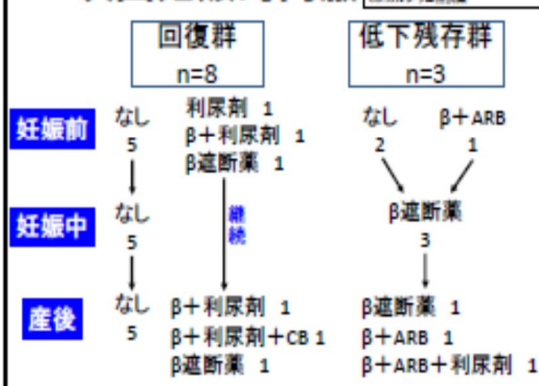 回復群 低下残存群
n=8 n=3
妊娠前 なし 利尿剤 1 なし β+ARB
5 β+利尿剤 1 2 1
β遮断薬 1
妊娠中 なし 継続 β遮断薬
5 3
産後 なし β+利尿剤 1 β遮断薬 1
5 β+利尿剤+CB 1 β+ARB 1
β遮断薬 1 β+ARB+利尿剤 1